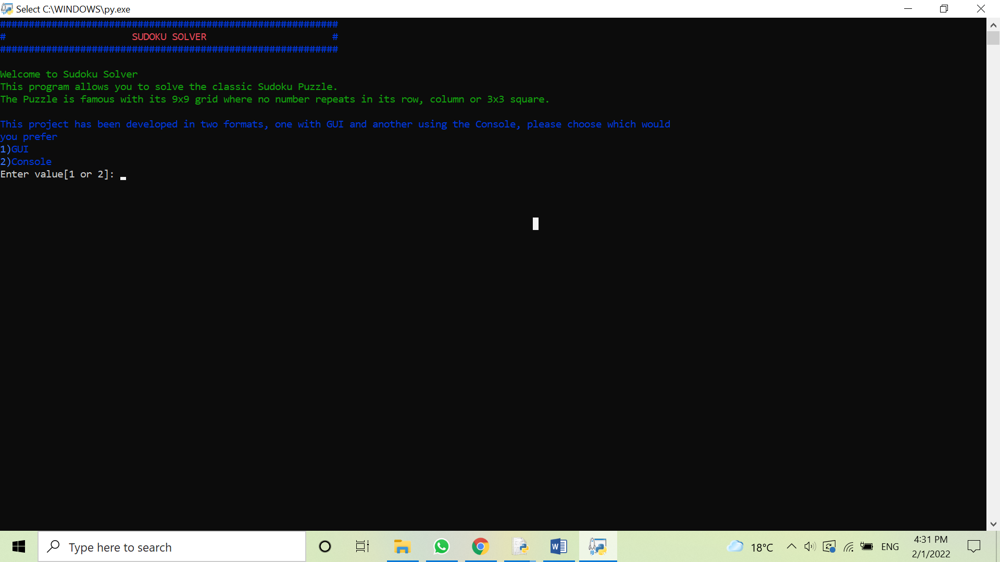 Select C:\WINDOWS\py.exe
###########################################################
# SUDOKU SOLVER #
###########################################################
Welcome to Sudoku Solver
This program allows you to solve the classic Sudoku Puzzle.
The Puzzle is famous with its 9x9 grid where no number repeats in its row, column or 3x3 square.
This project has been developed in two formats, one with GUI and another using the Console, please choose which would
you prefer
1)GUI
2)Console
Enter value[1 or 2]:
Type here to search
W
18°C
ENG
4:31 PM
2/1/2022